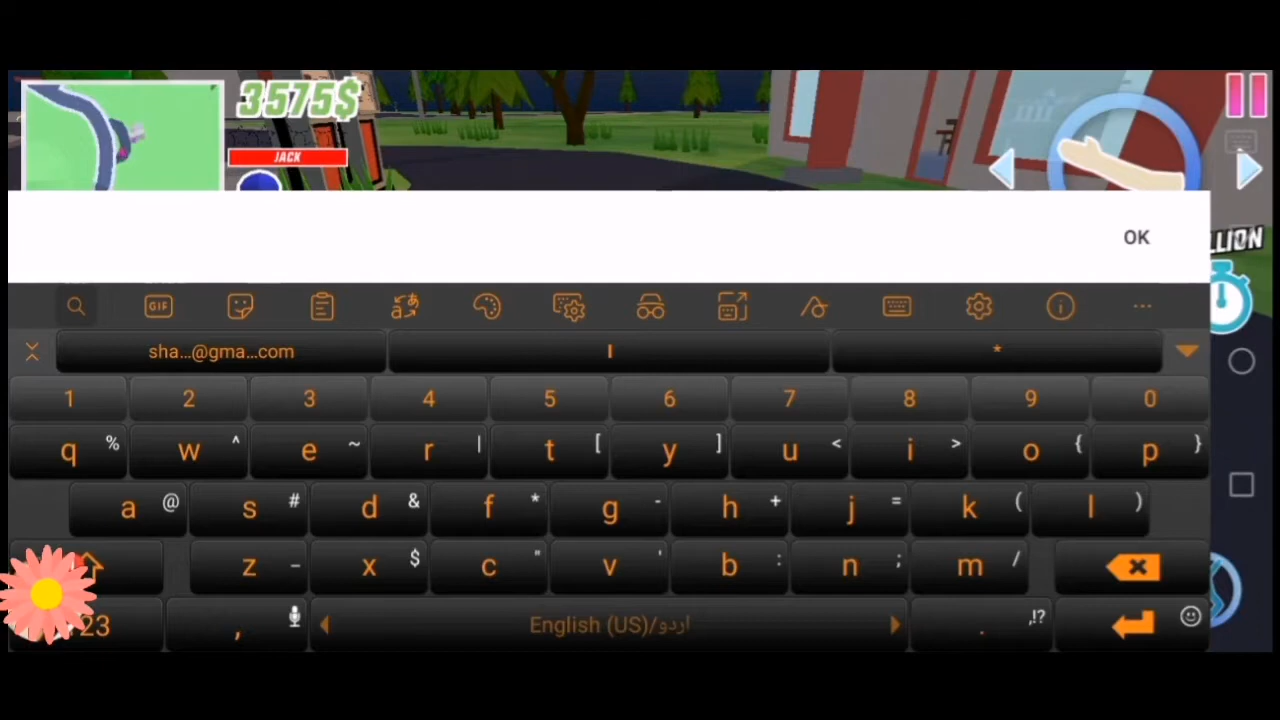 3575$
JACK
OK
LLION
GIF
sha...@gma...com
I
*
1 2 3 4 5 6 7 8 9 0
q % w ^ e ~ r | t [ y ] u < i > o { p }
a @ s # d & f * g - h + j = k ( l )
z _ x $ c " v ' b : n ; m /
23 , English (US)/اردو . ,!?